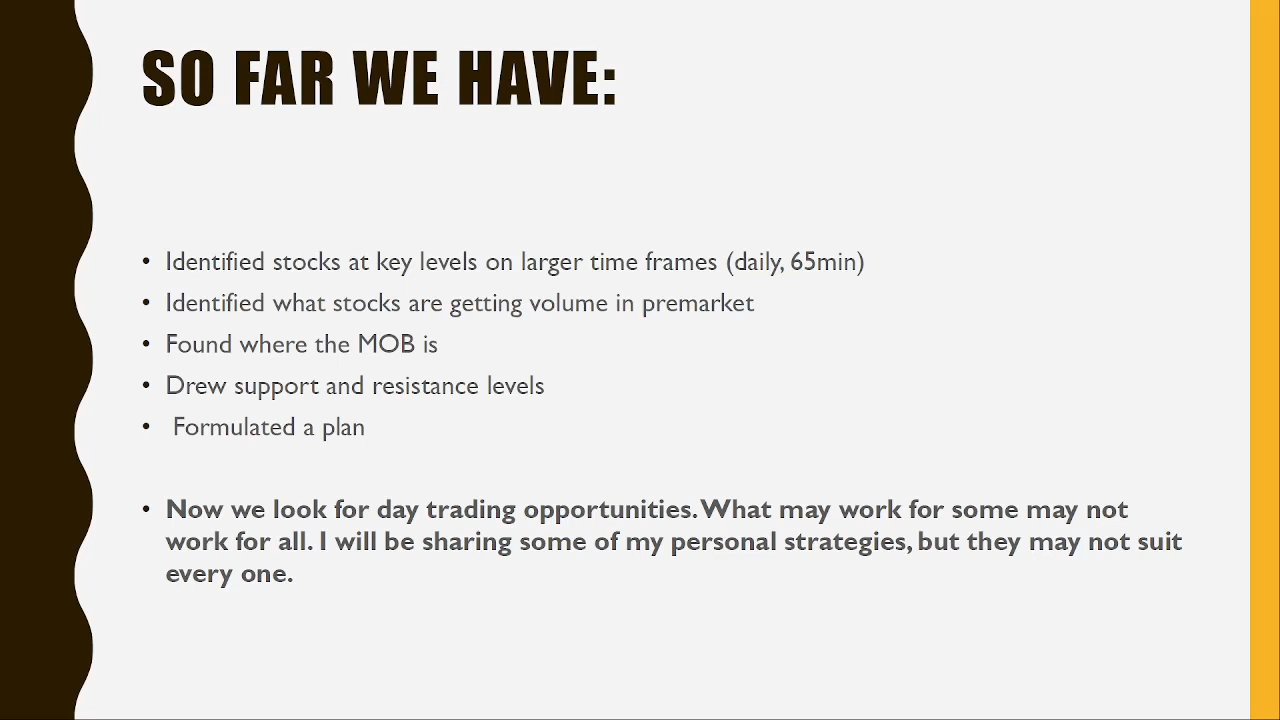 SO FAR WE HAVE:
• Identified stocks at key levels on larger time frames (daily, 65min)
• Identified what stocks are getting volume in premarket
• Found where the MOB is
• Drew support and resistance levels
• Formulated a plan
• Now we look for day trading opportunities. What may work for some may not
work for all. I will be sharing some of my personal strategies, but they may not suit
every one.